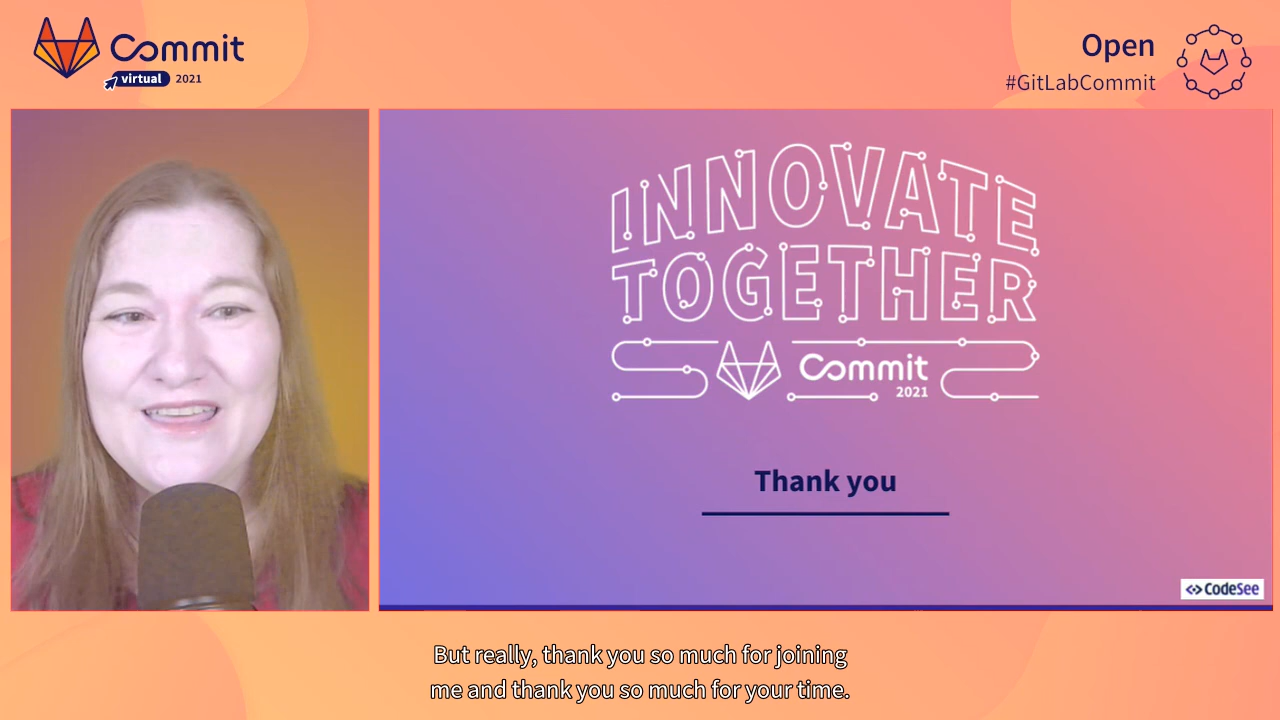 Commit
virtual 2021
Open
#GitLabCommit
INNOVATE
TOGETHER
Commit
2021
Thank you
CodeSee
But really, thank you so much for joining
me and thank you so much for your time.